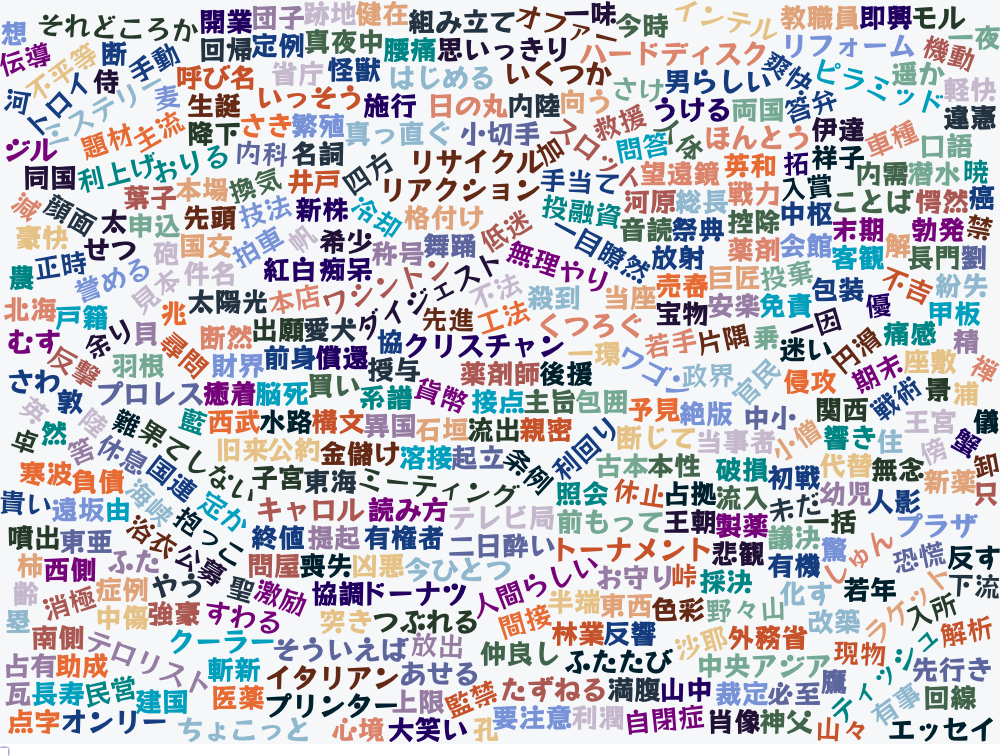 想 それどころか 開業 団子 跡地 健在 組み立て オファー 一味 今時 インテル 教職員 即興 モル 一夜
伝導 不平等 断 手動 回帰 定例 真夜中 腰痛 思いっきり ハードディスク リフォーム 機動
河 トロイ 侍 呼び名 省庁 怪獣 はじめる いくつか さけ 男らしい 爽快 ピラミッド 遥か 軽快
ミステリー 麦 生誕 いっそう 施行 日の丸 内陸 向う うける 両国 答弁 違憲
ジル 題材 主流 降下 さき 繁殖 真っ直ぐ 小切手 スロッ 救援 問答 イ体 ほんとう 伊達 車種 口語
同国 利上げ おりる 内科 名詞 四方 リサイクル 加 人 望遠鏡 英和 拓 祥子 内需 潜水 暁
減 顔面 太 葉子 本場 換気 井戸 リアクション 手当て 河原 総長 戦力 入賞 ことば 愕然 癌
豪快 申込 先頭 技法 新株 冷却 格付け 投融資 音読 祭典 控除 中枢 末期 勃発 禁
せつ 砲 国交 拍車 帆 希少 称号 舞踊 低迷 一目瞭然 放射 薬剤 会館 客観 解 長門 劉
農 正時 誉める 見本 件名 紅白 痴呆 ワシントン ダイジェスト 不法 無理やり 殺到 当座 売春 巨匠 投棄 包装 不吉 紛失
北海 戸籍 兆 太陽光 本店 先進 工法 くつろぐ 宝物 安楽 免責 優 甲板
むす 余り 貝 断然 出願 愛犬 協 クリスチャン 一環 若手 片隅 乗 一因 迷い 円滑 痛感 精
反撃 羽根 尋問 財界 前身 償還 授与 薬剤師 後援 ワゴン 政界 官民 侵攻 期末 座敷 禅
さわ 敦 プロレス 癒着 脳死 買い 系譜 貨幣 接点 主旨 包囲 予見 絶版 中小 関西 戦術 景 浦
英 陸 難 果てしない 藍 西武 水路 横文 異国 石垣 流出 親密 利回り 断じて 当事者 小僧 響き 住 王宮 傍 儀
卓 然 害 休息 国連 旧来 公約 金儲け 溶接 起立 条例 古本 本性 破損 初戦 代替 無念 蟹 卸
寒波 負債 海峡 定か 子宮 東海 ミーティング 照会 休止 占拠 流入 未だ 幼児 人影 新薬 只
貴い 遠坂 由 浴衣 抱っこ キャロル 読み方 テレビ局 前もって 王朝 製薬 一括 プラザ
噴出 東亜 公募 終値 提起 有権者 二日酔い トーナメント 悲観 議決 驚 じゅん 恐慌 反す
柿 西側 ふた やう 聖 問屋 喪失 凶悪 今ひとつ 人間らしい お守り 峠 採決 有機 化す 若年 ラケット 下流
齢 消極 症例 激励 協調 ドーナツ 半端 東西 色彩 野々山 改築 入所
塁 中傷 強豪 すわる 突き つぶれる 間接 林業 反響 沙耶 外務省 ティッシュ 解析
南側 テロリスト クーラー そういえば 放出 仲良し ふたたび 中央アジア 現物 先行き
占有 助成 斬新 イタリアン あせる たずねる 満腹 山中 裁定 必至 鷹 有事 回線
瓦 長寿 民営 建国 医薬 プリンター 上限 監禁 要注意 利潤 自閉症 肖像 神父 山々 エッセイ
点字 オンリー ちょこっと 心境 大笑い 孔